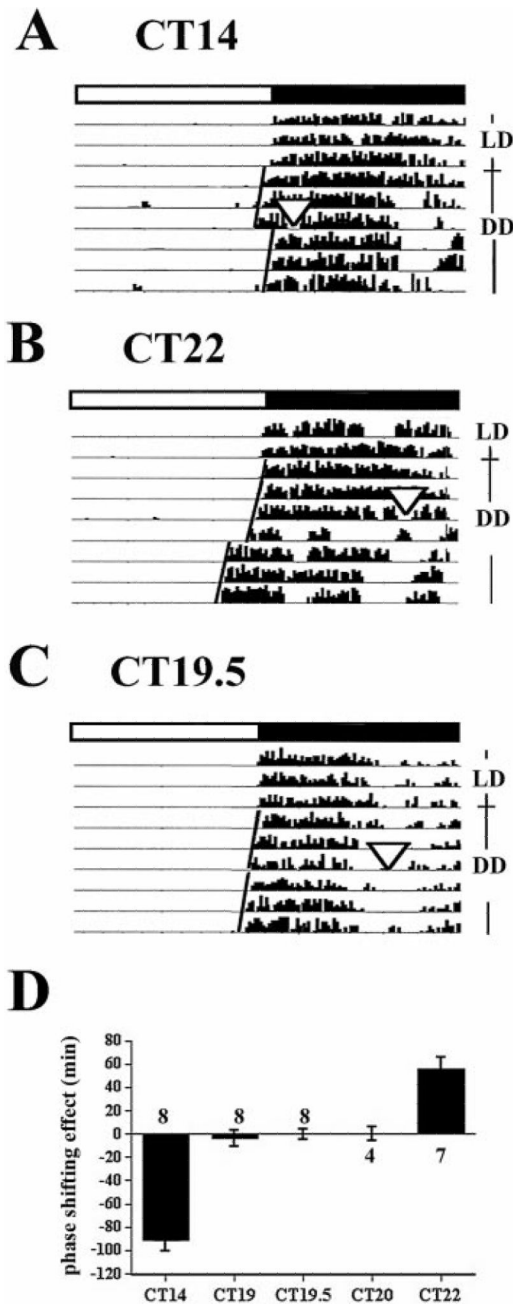 A CT14
LD
DD
B CT22
LD
DD
C CT19.5
LD
DD
D
phase shifting effect (min)
80
60
40
20
0
-20
-40
-60
-80
-100
-120
8 8 8
4 7
CT14 CT19 CT19.5 CT20 CT22